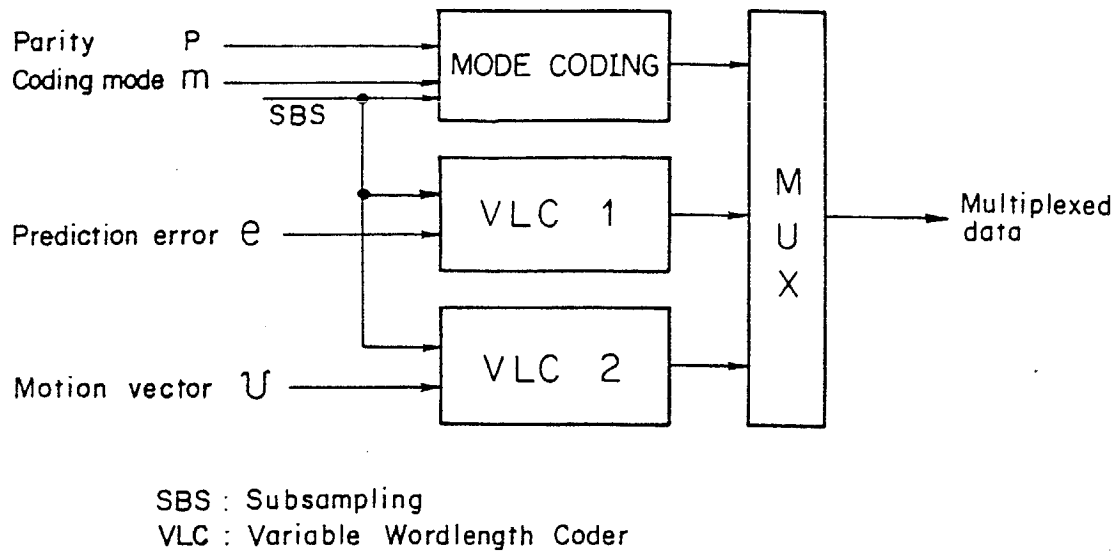 Parity P
Coding mode m
SBS
MODE CODING
Prediction error e
VLC 1
Motion vector v
VLC 2
MUX
Multiplexed
data
SBS : Subsampling
VLC : Variable Wordlength Coder